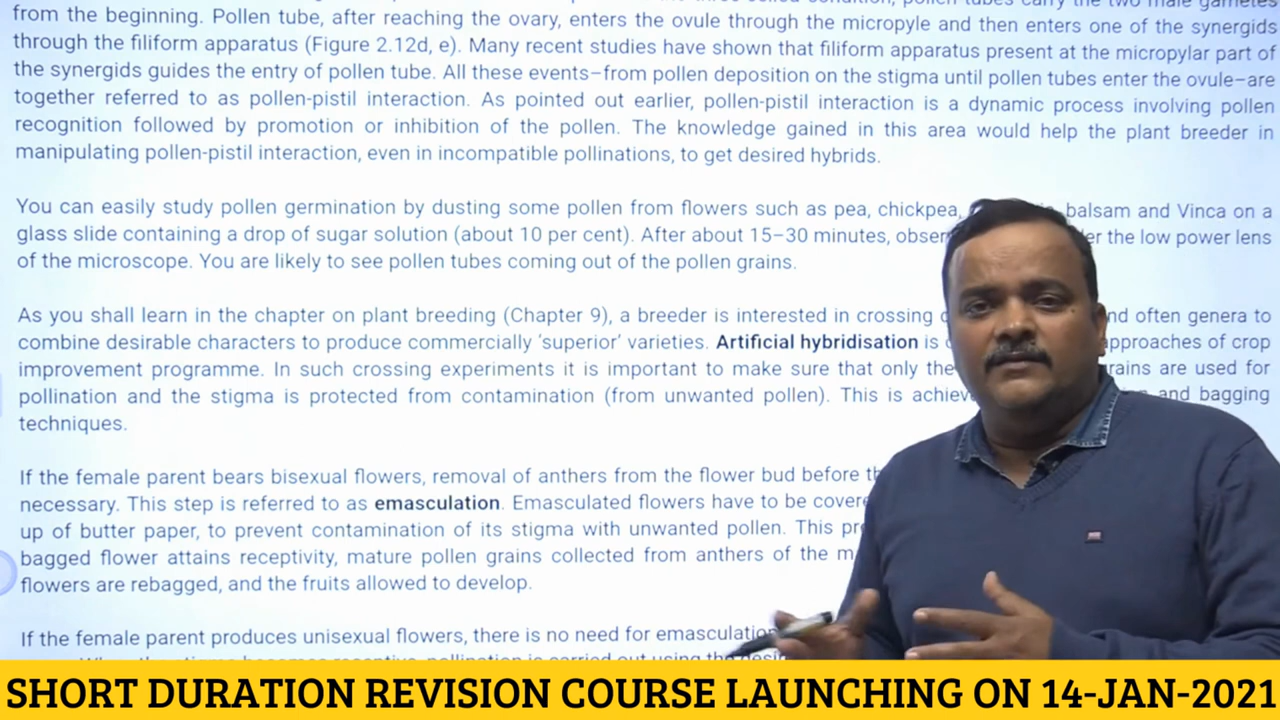 from the beginning. Pollen tube, after reaching the ovary, enters the ovule through the micropyle and then enters one of the synergids
through the filiform apparatus (Figure 2.12d, e). Many recent studies have shown that filiform apparatus present at the micropylar part of
the synergids guides the entry of pollen tube. All these events–from pollen deposition on the stigma until pollen tubes enter the ovule–are
together referred to as pollen-pistil interaction. As pointed out earlier, pollen-pistil interaction is a dynamic process involving pollen
recognition followed by promotion or inhibition of the pollen. The knowledge gained in this area would help the plant breeder in
manipulating pollen-pistil interaction, even in incompatible pollinations, to get desired hybrids.
You can easily study pollen germination by dusting some pollen from flowers such as pea, chickpea, balsam and Vinca on a
glass slide containing a drop of sugar solution (about 10 per cent). After about 15–30 minutes, the low power lens
of the microscope. You are likely to see pollen tubes coming out of the pollen grains.
As you shall learn in the chapter on plant breeding (Chapter 9), a breeder is interested in crossing often genera to
combine desirable characters to produce commercially 'superior' varieties. Artificial hybridisation is approaches of crop
improvement programme. In such crossing experiments it is important to make sure that only the are used for
pollination and the stigma is protected from contamination (from unwanted pollen). This is and bagging
techniques.
If the female parent bears bisexual flowers, removal of anthers from the flower bud before
necessary. This step is referred to as emasculation. Emasculated flowers have to be
up of butter paper, to prevent contamination of its stigma with unwanted pollen. This
bagged flower attains receptivity, mature pollen grains collected from anthers of the
flowers are rebagged, and the fruits allowed to develop.
If the female parent produces unisexual flowers, there is no need for emasculation
SHORT DURATION REVISION COURSE LAUNCHING ON 14-JAN-2021